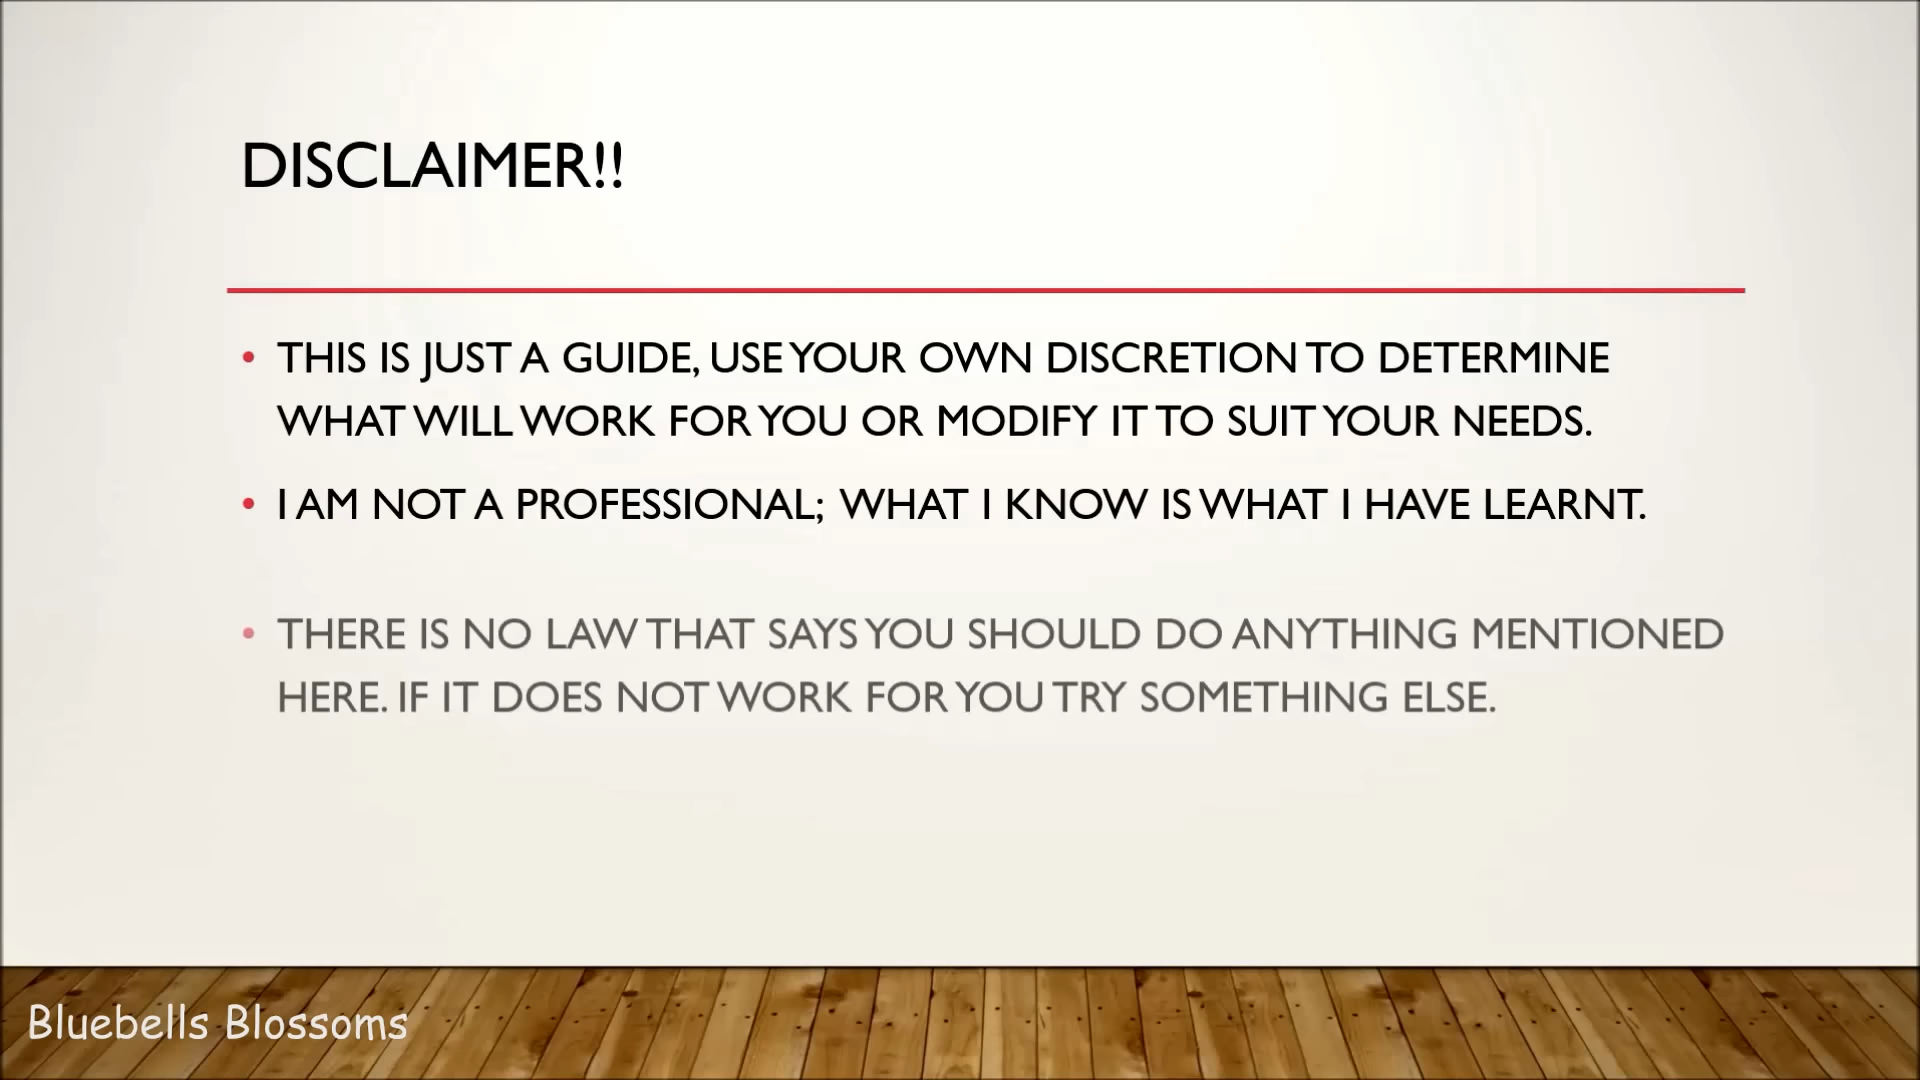 DISCLAIMER!!
• THIS IS JUST A GUIDE, USE YOUR OWN DISCRETION TO DETERMINE
WHAT WILL WORK FOR YOU OR MODIFY IT TO SUIT YOUR NEEDS.
• I AM NOT A PROFESSIONAL; WHAT I KNOW IS WHAT I HAVE LEARNT.
• THERE IS NO LAW THAT SAYS YOU SHOULD DO ANYTHING MENTIONED
HERE. IF IT DOES NOT WORK FOR YOU TRY SOMETHING ELSE.
Bluebells Blossoms